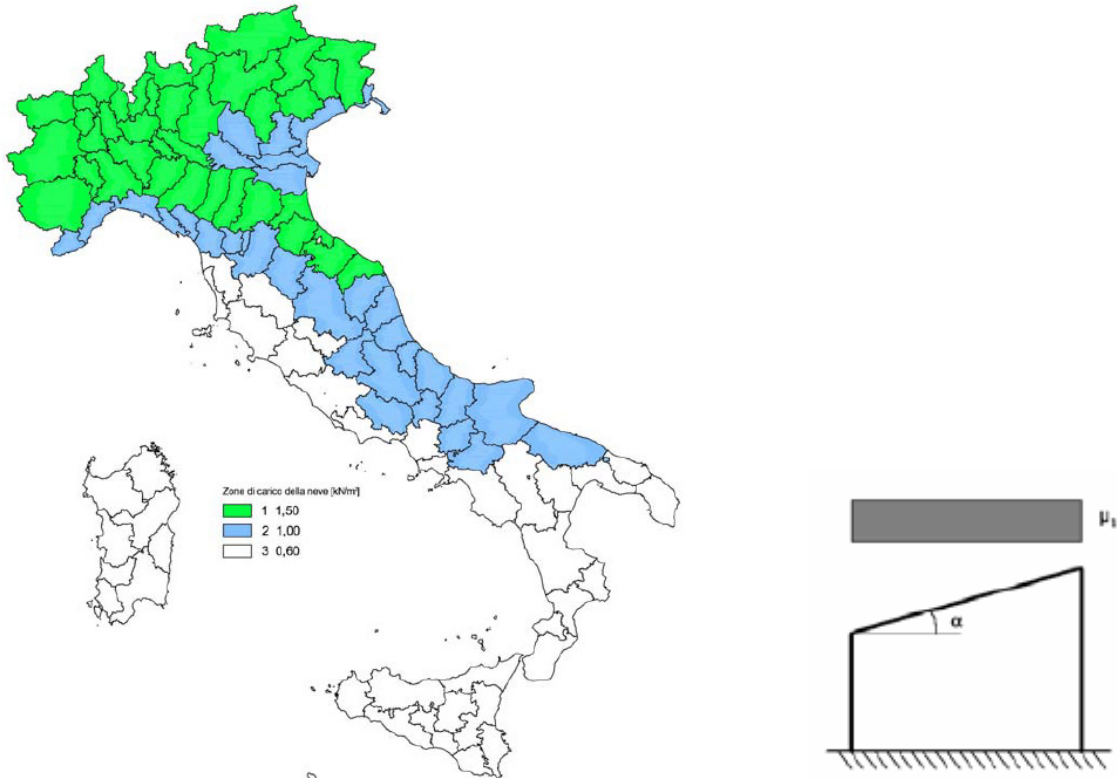 Zone di carico della neve [kN/m²]
1 1,50
2 1,00
3 0,60
μ₁
α